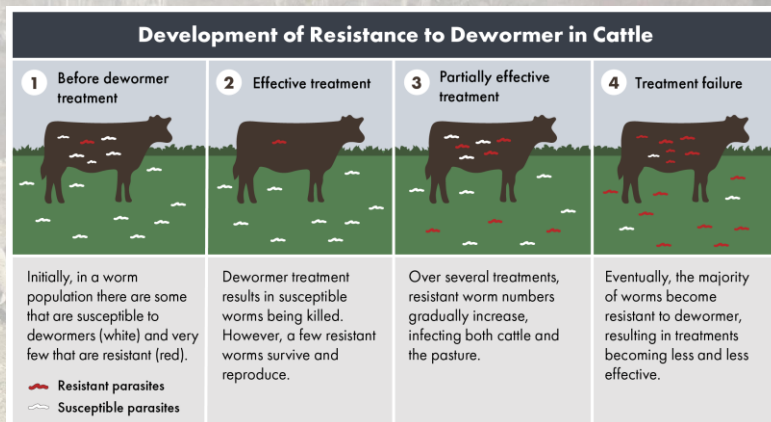 Development of Resistance to Dewormer in Cattle
1 Before dewormer
treatment
2 Effective treatment
3 Partially effective
treatment
4 Treatment failure
Initially, in a worm
population there are some
that are susceptible to
dewormers (white) and very
few that are resistant (red).
Resistant parasites
Susceptible parasites
Dewormer treatment
results in susceptible
worms being killed.
However, a few resistant
worms survive and
reproduce.
Over several treatments,
resistant worm numbers
gradually increase,
infecting both cattle and
the pasture.
Eventually, the majority
of worms become
resistant to dewormer,
resulting in treatments
becoming less and less
effective.